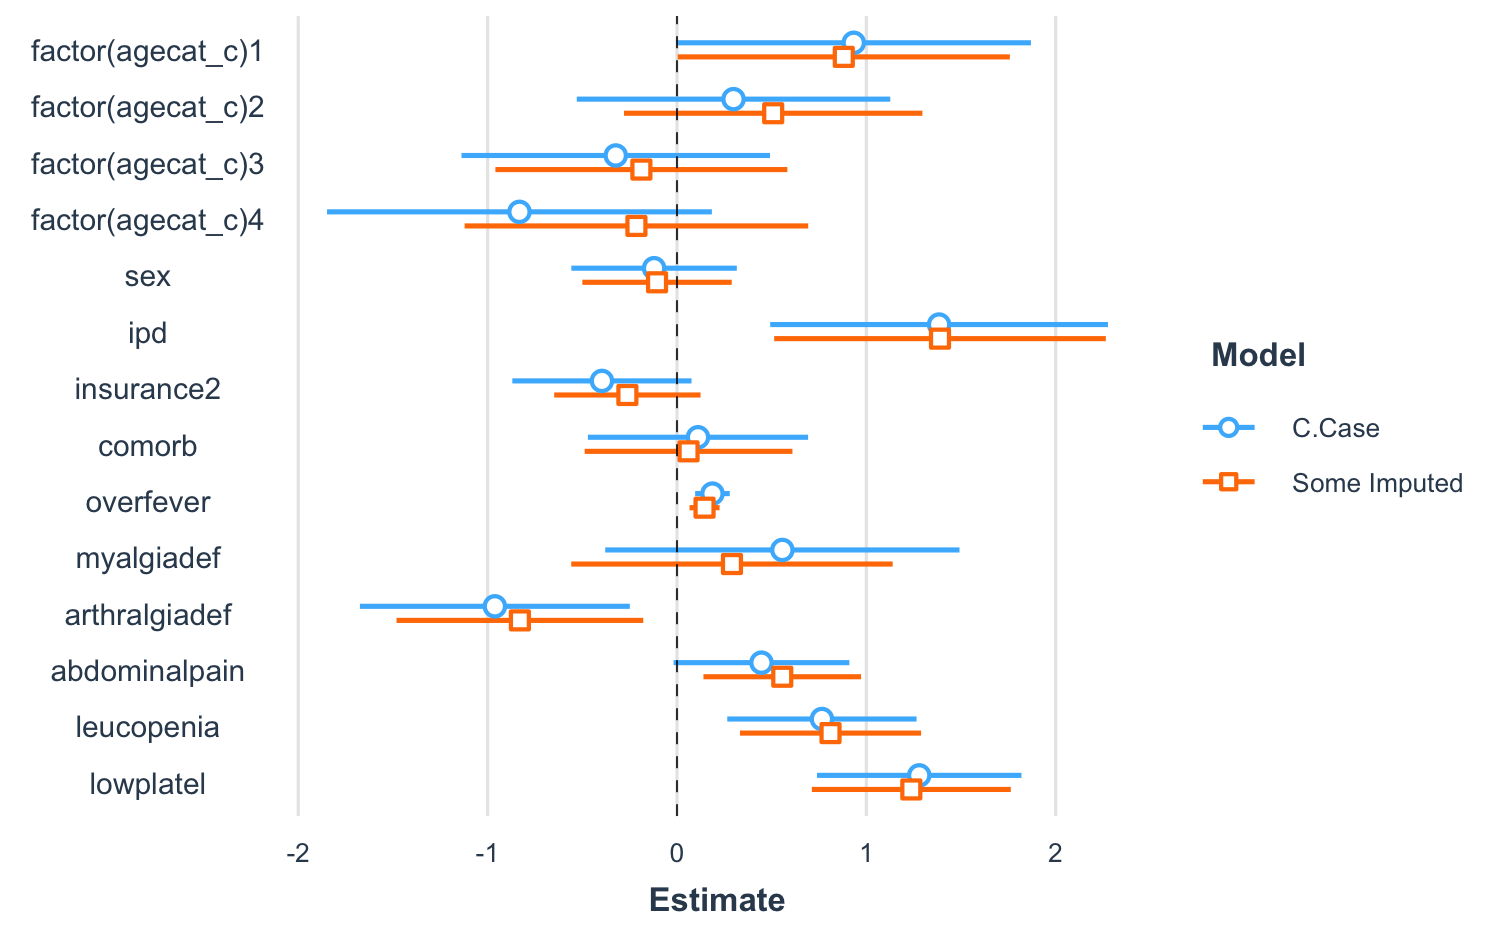 factor(agecat_c)1
factor(agecat_c)2
factor(agecat_c)3
factor(agecat_c)4
sex
ipd
insurance2
comorb
overfever
myalgiadef
arthralgiadef
abdominalpain
leucopenia
lowplatel
-2 -1 0 1 2
Estimate
Model
C.Case
Some Imputed